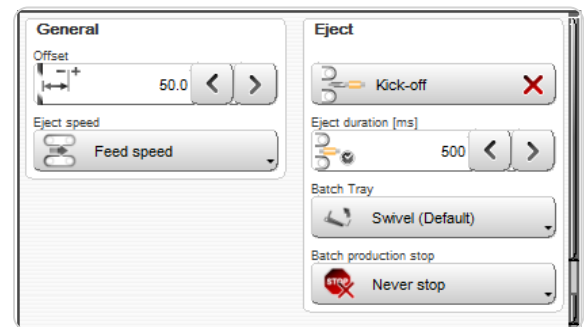 General
Offset
50.0
Eject speed
Feed speed
Eject
Kick-off
Eject duration [ms]
500
Batch Tray
Swivel (Default)
Batch production stop
STOP
Never stop